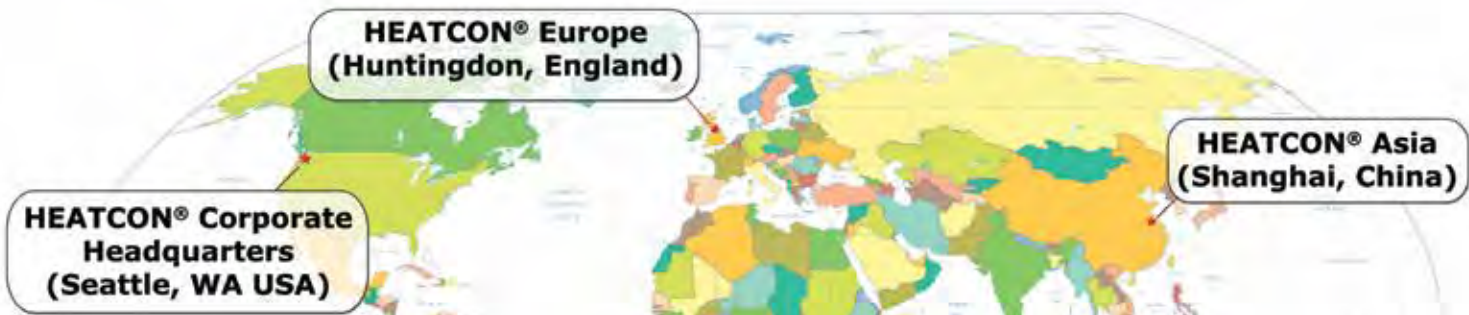 HEATCON® Europe
(Huntingdon, England)
HEATCON® Asia
(Shanghai, China)
HEATCON® Corporate
Headquarters
(Seattle, WA USA)